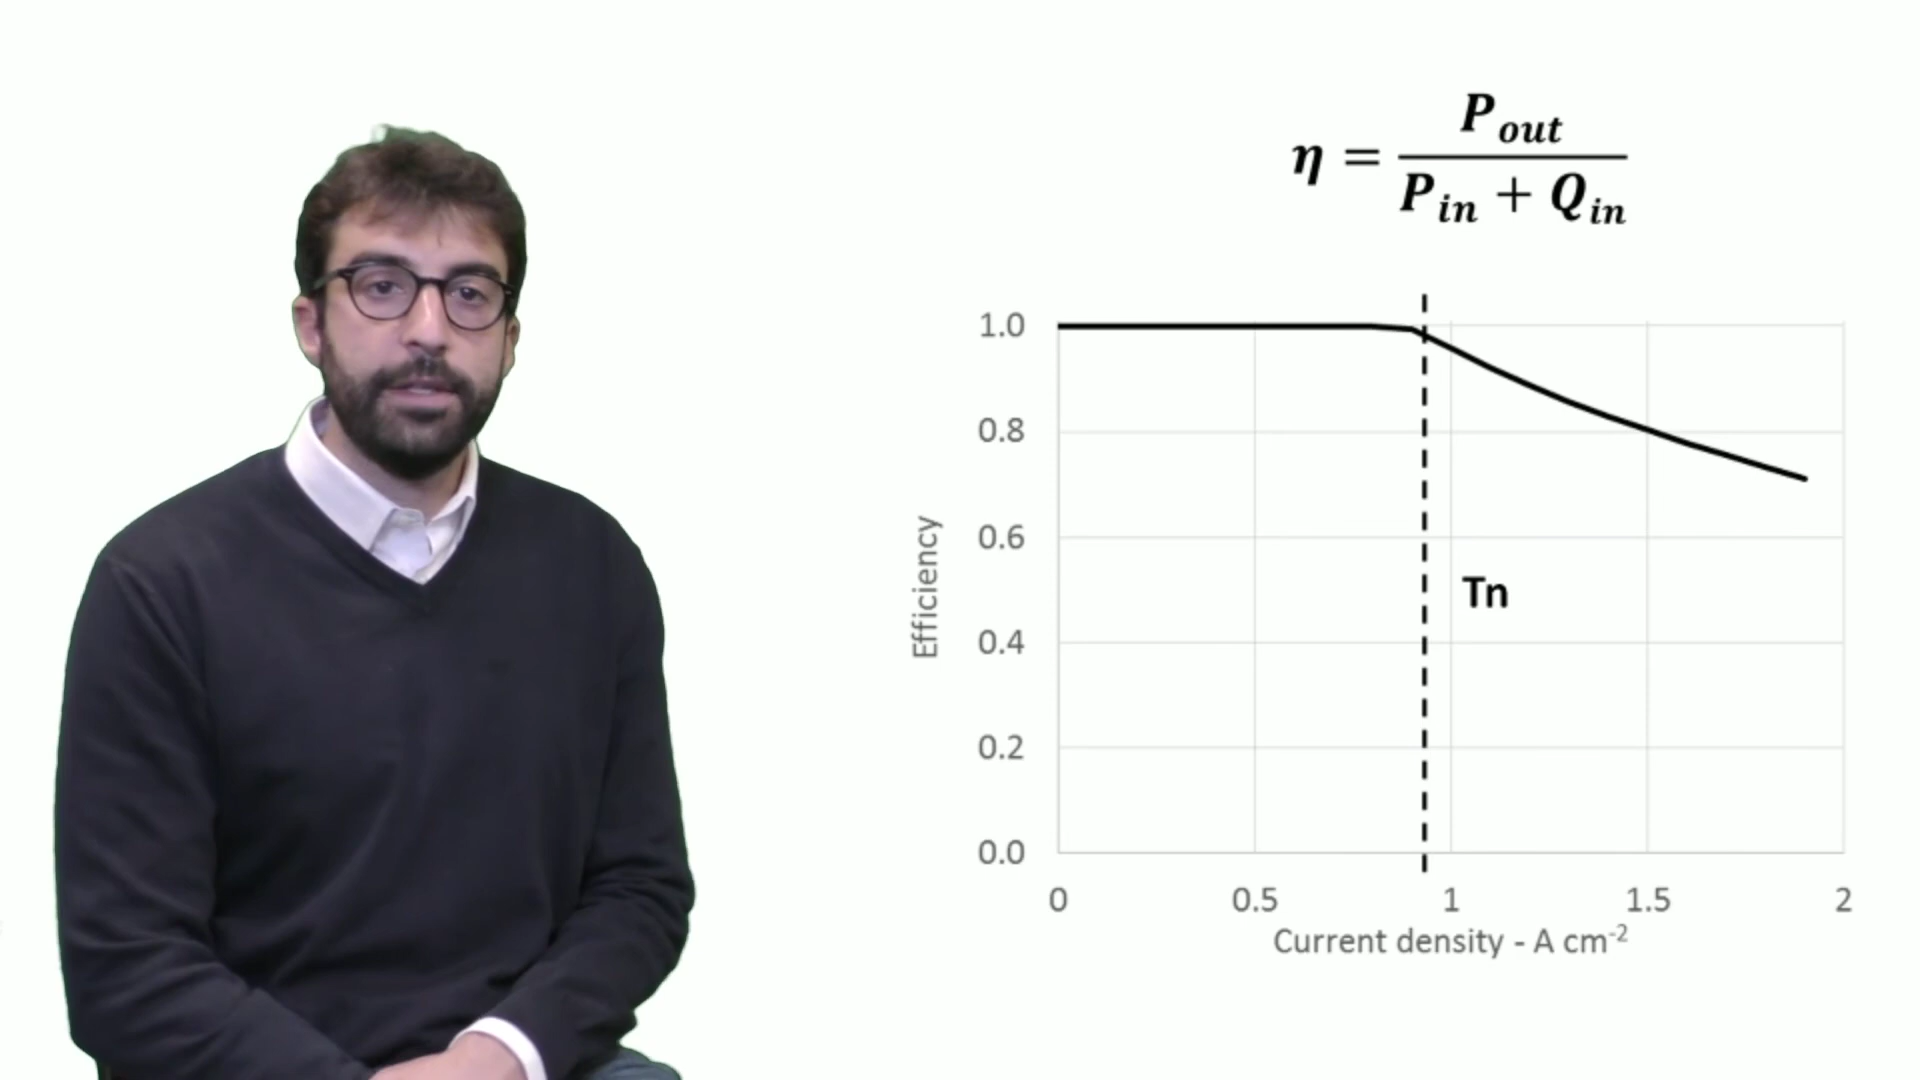 η = P_out / (P_in + Q_in)
1.0
0.8
0.6
0.4
0.2
0.0
Efficiency
Tn
0 0.5 1 1.5 2
Current density - A cm⁻²